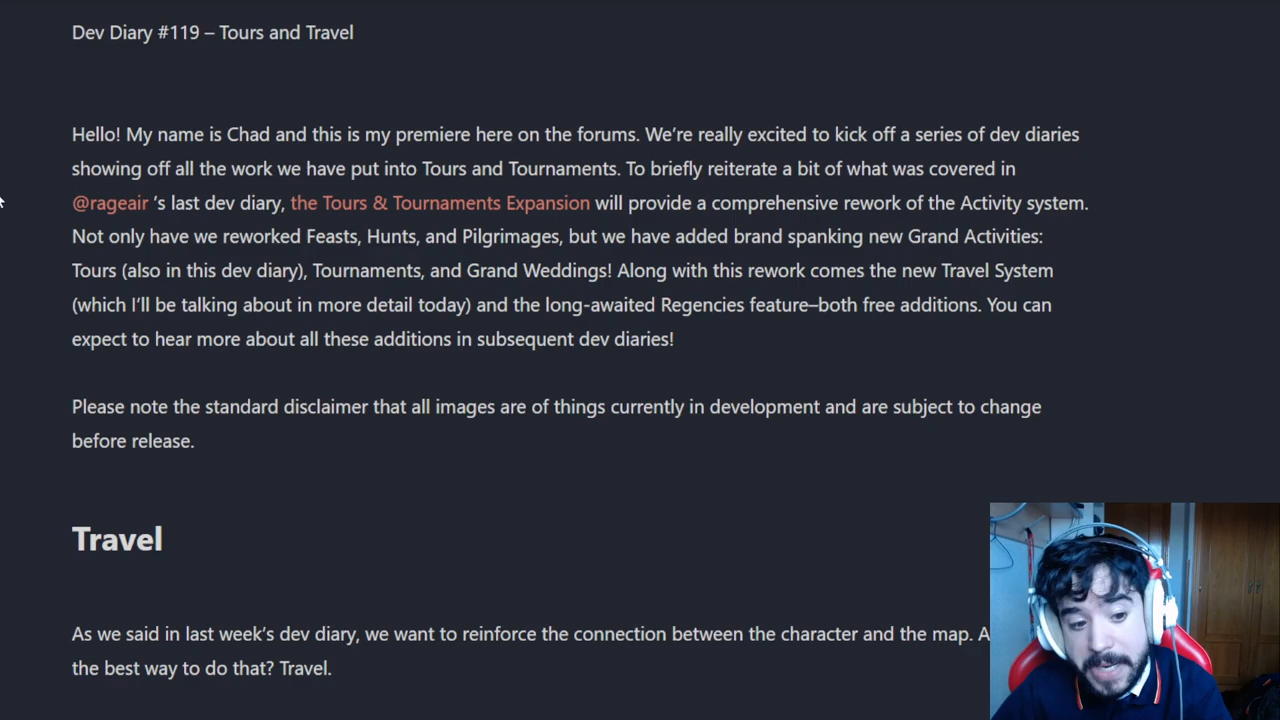 Dev Diary #119 – Tours and Travel
Hello! My name is Chad and this is my premiere here on the forums. We’re really excited to kick off a series of dev diaries
showing off all the work we have put into Tours and Tournaments. To briefly reiterate a bit of what was covered in
@rageair ’s last dev diary, the Tours & Tournaments Expansion will provide a comprehensive rework of the Activity system.
Not only have we reworked Feasts, Hunts, and Pilgrimages, but we have added brand spanking new Grand Activities:
Tours (also in this dev diary), Tournaments, and Grand Weddings! Along with this rework comes the new Travel System
(which I’ll be talking about in more detail today) and the long-awaited Regencies feature–both free additions. You can
expect to hear more about all these additions in subsequent dev diaries!
Please note the standard disclaimer that all images are of things currently in development and are subject to change
before release.
Travel
As we said in last week’s dev diary, we want to reinforce the connection between the character and the map. A
the best way to do that? Travel.